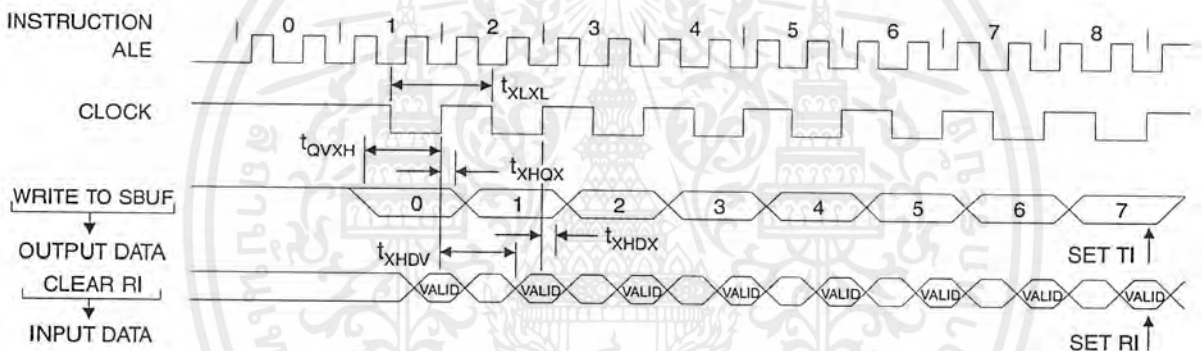 INSTRUCTION 0 1 2 3 4 5 6 7 8
ALE
tXLXL
CLOCK
tQVXH
tXHQX
WRITE TO SBUF
0 1 2 3 4 5 6 7
OUTPUT DATA
tXHDV
tXHDX
SET TI
CLEAR RI
VALID VALID VALID VALID VALID VALID VALID VALID
INPUT DATA
SET RI